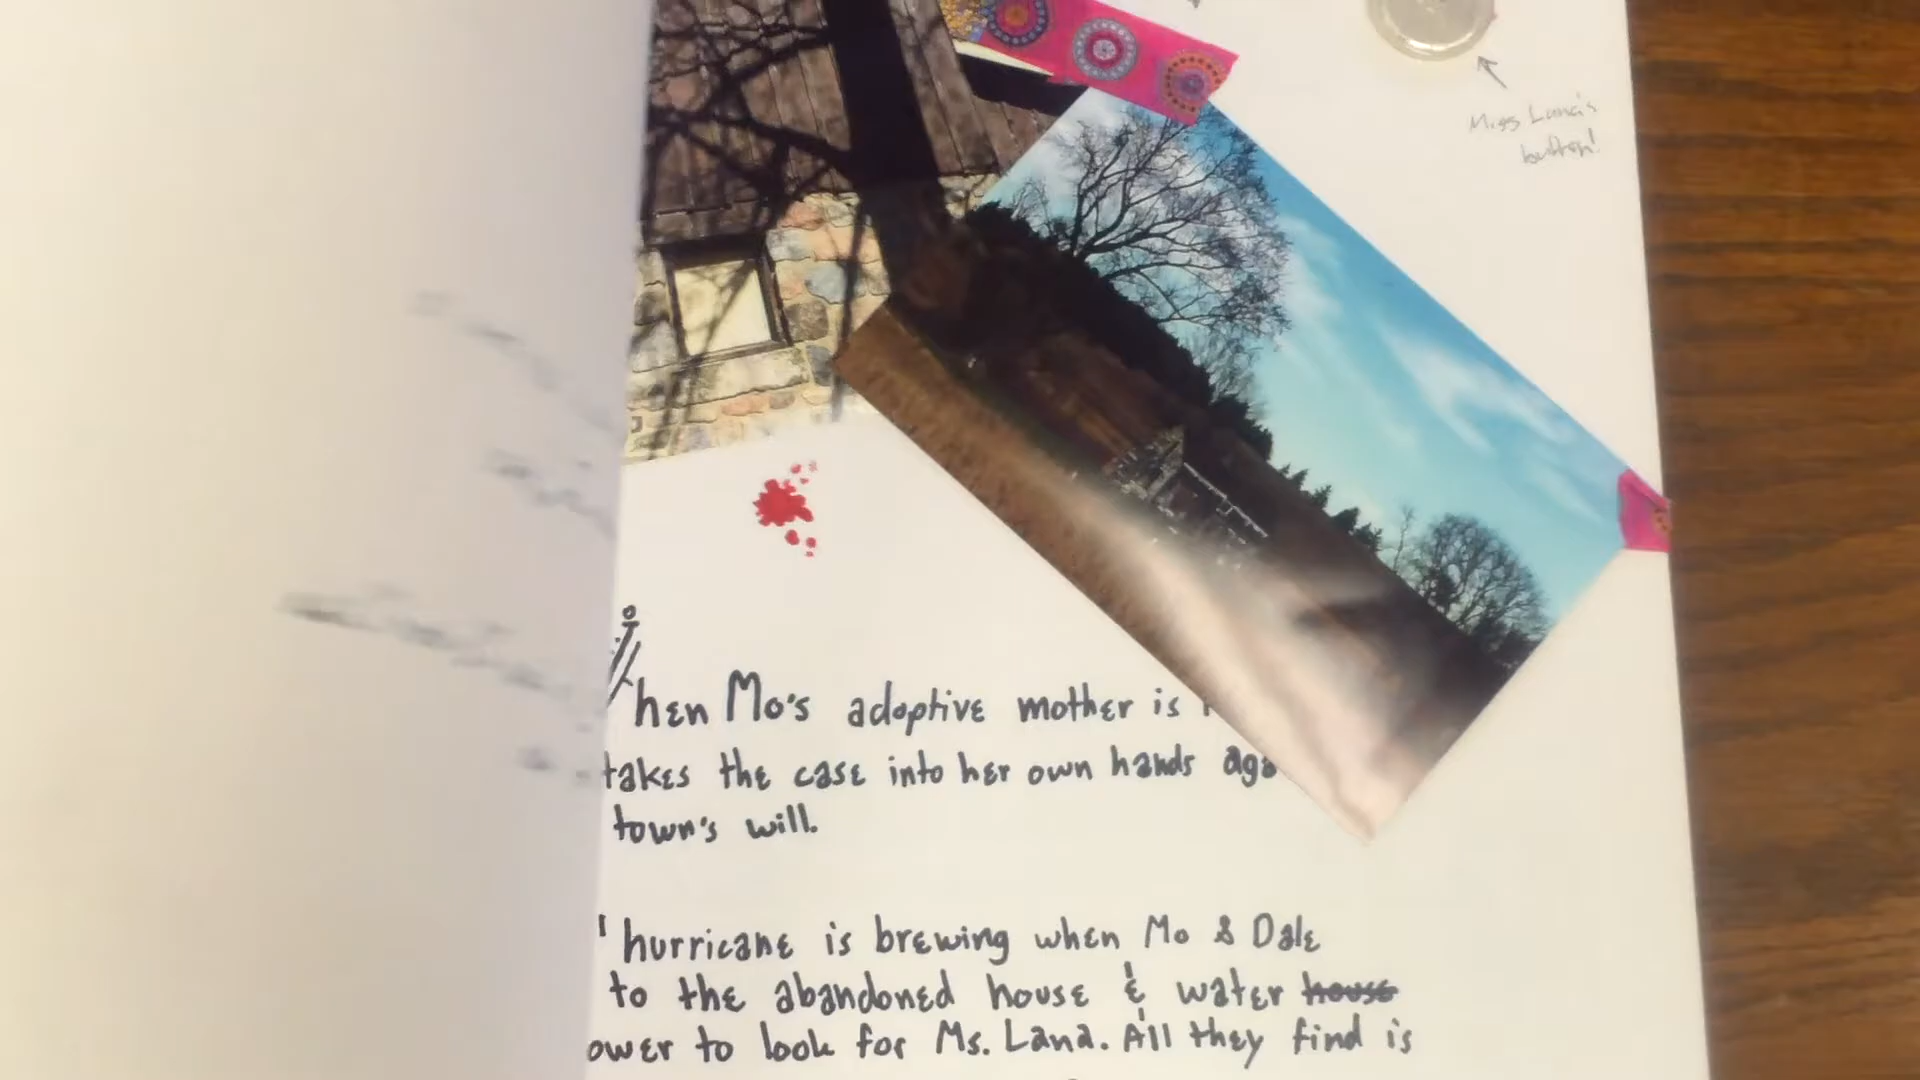 Miss Lana's
button!
hen Mo's adoptive mother is
takes the case into her own hands aga
town's will.
hurricane is brewing when Mo & Dale
to the abandoned house & water house
ower to look for Ms. Lana. All they find is